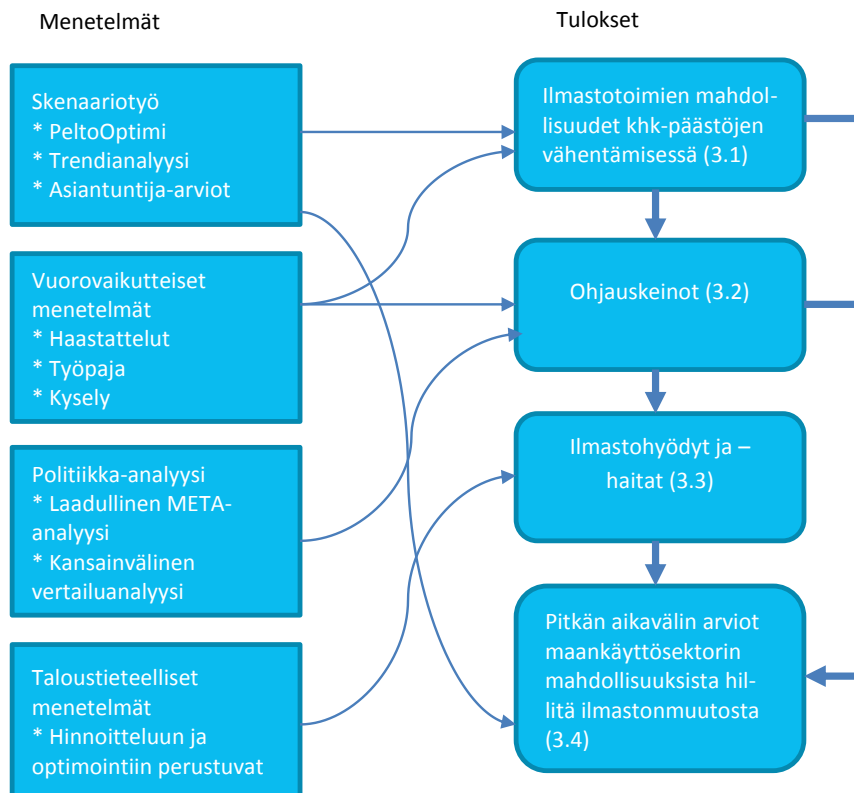 Menetelmät
Skenaariotyö
* PeltoOptimi
* Trendianalyysi
* Asiantuntija-arviot
Vuorovaikutteiset
menetelmät
* Haastattelut
* Työpaja
* Kysely
Politiikka-analyysi
* Laadullinen META-
analyysi
* Kansainvälinen
vertailuanalyysi
Taloustieteelliset
menetelmät
* Hinnoitteluun ja
optimointiin perustuvat
Tulokset
Ilmastotoimien mahdol-
lisuudet khk-päästöjen
vähentämisessä (3.1)
Ohjauskeinot (3.2)
Ilmastohyödyt ja –
haitat (3.3)
Pitkän aikavälin arviot
maankäyttösektorin
mahdollisuuksista hil-
litä ilmastonmuutosta
(3.4)